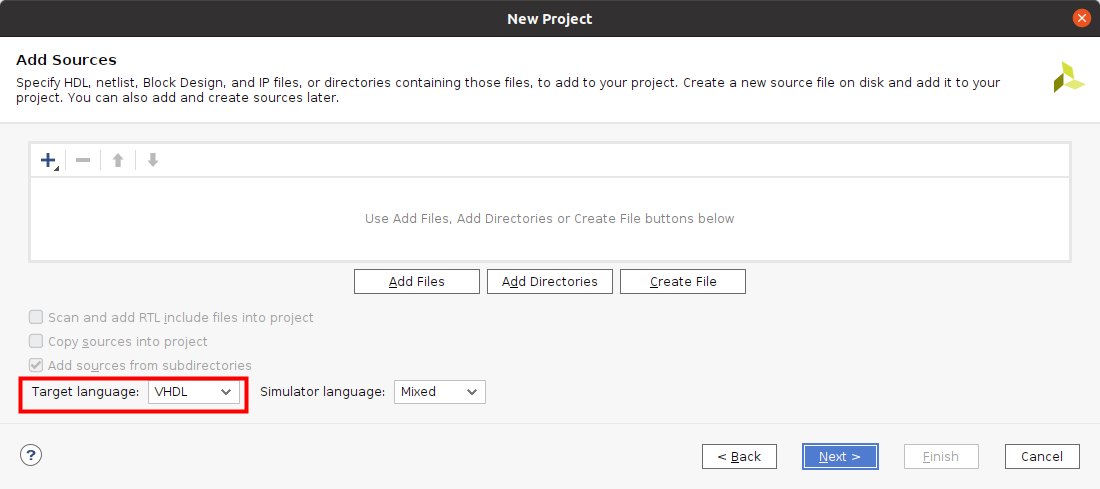 New Project
Add Sources
Specify HDL, netlist, Block Design, and IP files, or directories containing those files, to add to your project. Create a new source file on disk and add it to your
project. You can also add and create sources later.
Use Add Files, Add Directories or Create File buttons below
Add Files Add Directories Create File
Scan and add RTL include files into project
Copy sources into project
Add sources from subdirectories
Target language: VHDL Simulator language: Mixed
? < Back Next > Finish Cancel